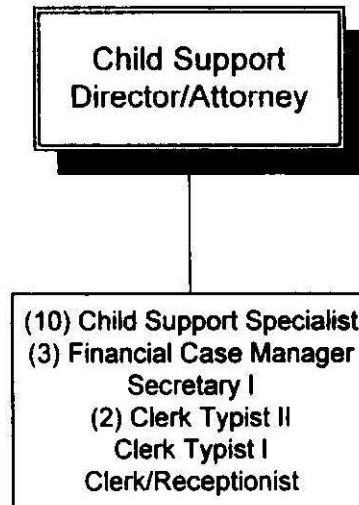 Child Support
Director/Attorney
(10) Child Support Specialist
(3) Financial Case Manager
Secretary I
(2) Clerk Typist II
Clerk Typist I
Clerk/Receptionist